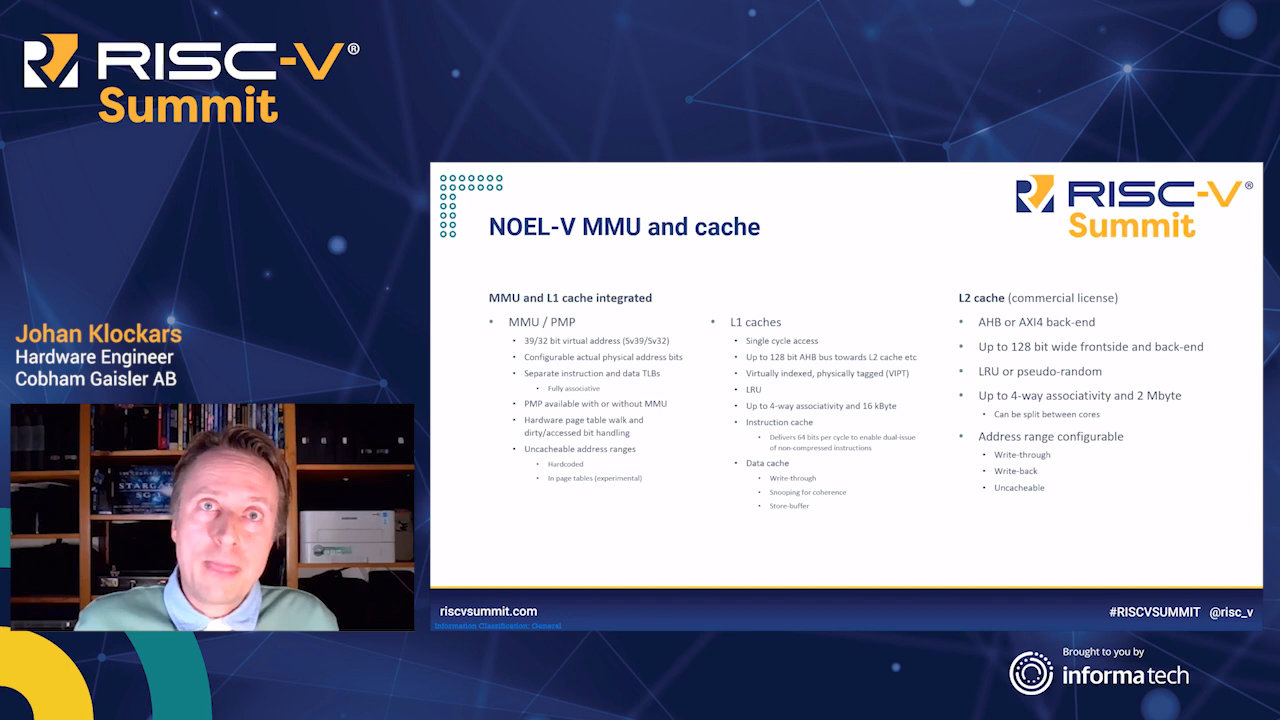 RISC-V®
Summit
Johan Klockars
Hardware Engineer
Cobham Gaisler AB
STARGATE
SG·1
RISC-V®
Summit
NOEL-V MMU and cache
MMU and L1 cache integrated
• MMU / PMP
• 39/32 bit virtual address (Sv39/Sv32)
• Configurable actual physical address bits
• Separate instruction and data TLBs
• Fully associative
• PMP available with or without MMU
• Hardware page table walk and
dirty/accessed bit handling
• Uncacheable address ranges
• Hardcoded
• In page tables (experimental)
• L1 caches
• Single cycle access
• Up to 128 bit AHB bus towards L2 cache etc
• Virtually indexed, physically tagged (VIPT)
• LRU
• Up to 4-way associativity and 16 kByte
• Instruction cache
• Delivers 64 bits per cycle to enable dual-issue
of non-compressed instructions
• Data cache
• Write-through
• Snooping for coherence
• Store-buffer
L2 cache (commercial license)
• AHB or AXI4 back-end
• Up to 128 bit wide frontside and back-end
• LRU or pseudo-random
• Up to 4-way associativity and 2 Mbyte
• Can be split between cores
• Address range configurable
• Write-through
• Write-back
• Uncacheable
riscvsummit.com
#RISCVSUMMIT @risc_v
Information Classification: General
Brought to you by
informa tech